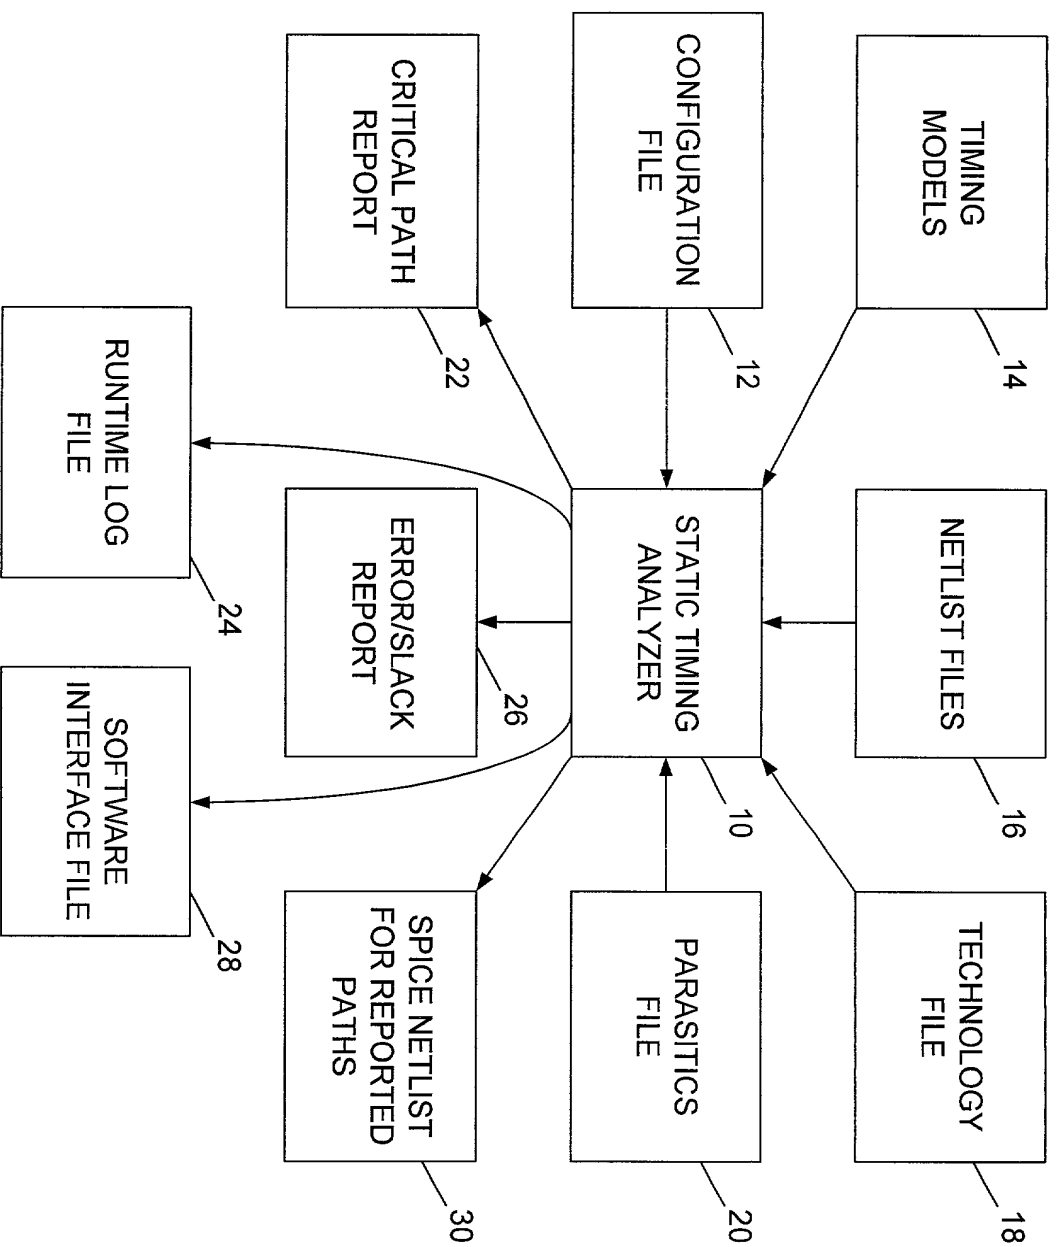 TIMING
MODELS
14
NETLIST FILES
16
TECHNOLOGY
FILE
18
CONFIGURATION
FILE
12
STATIC TIMING
ANALYZER
10
PARASITICS
FILE
20
CRITICAL PATH
REPORT
22
ERROR/SLACK
REPORT
26
SPICE NETLIST
FOR REPORTED
PATHS
30
RUNTIME LOG
FILE
24
SOFTWARE
INTERFACE FILE
28